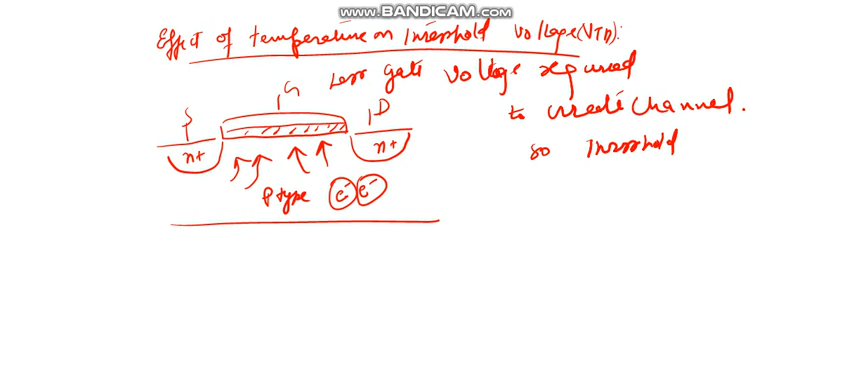 www.BANDICAM.com
Effect of temperature on threshold voltage (VTn):
Less gate voltage required
to create channel.
so threshold
S
G
D
n+
n+
P type e- e-